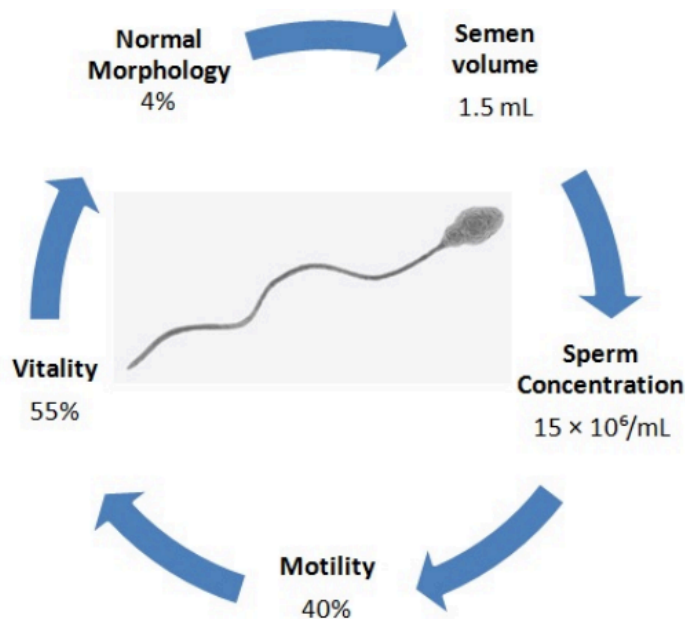 Normal
Morphology
4%
Semen
volume
1.5 mL
Sperm
Concentration
15 × 10⁶/mL
Motility
40%
Vitality
55%